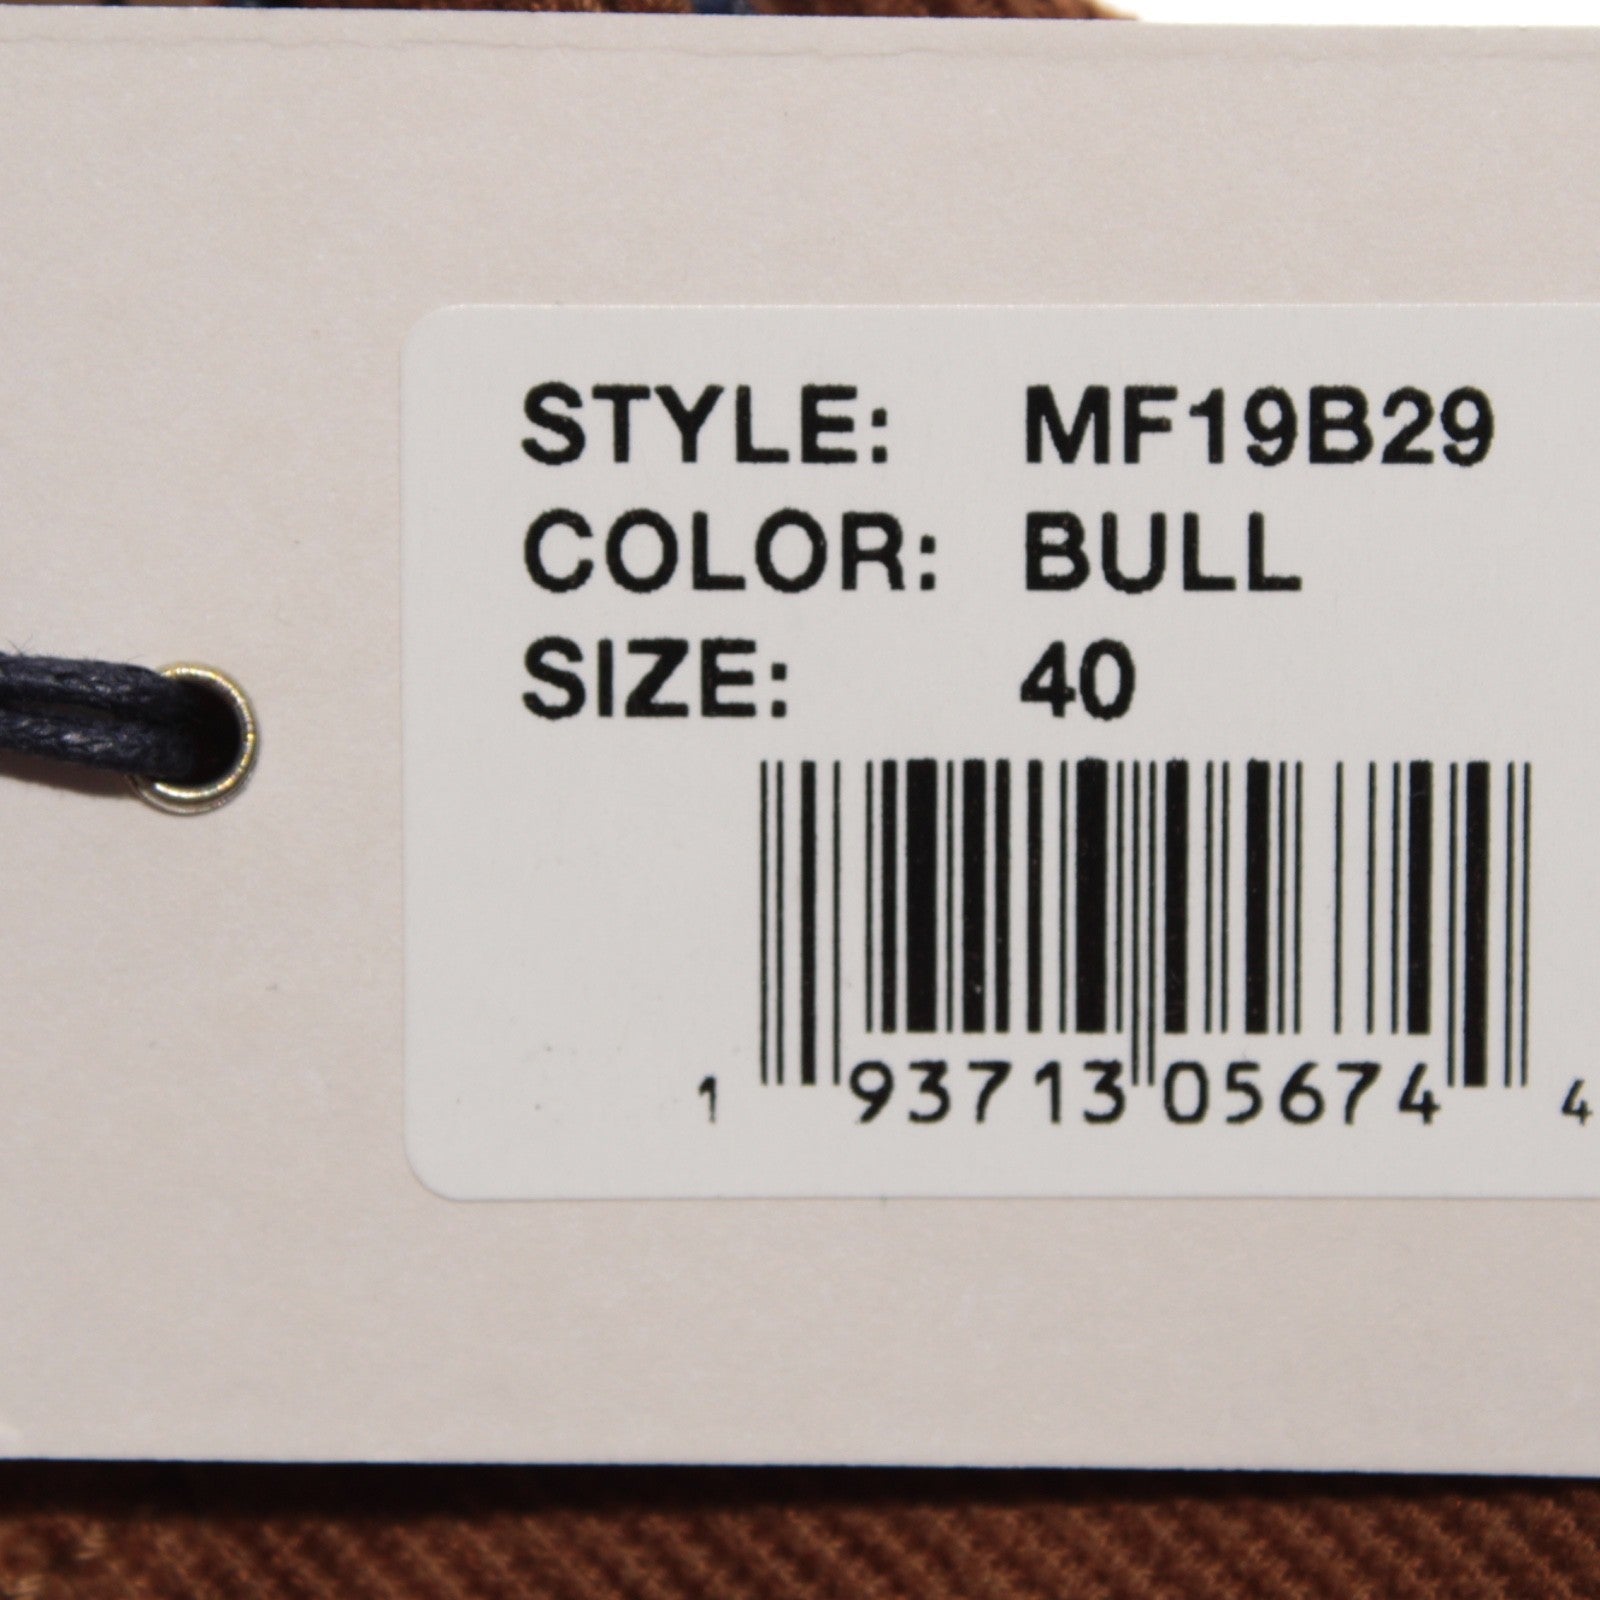 STYLE: MF19B29
COLOR: BULL
SIZE: 40
1 93713 05674 4